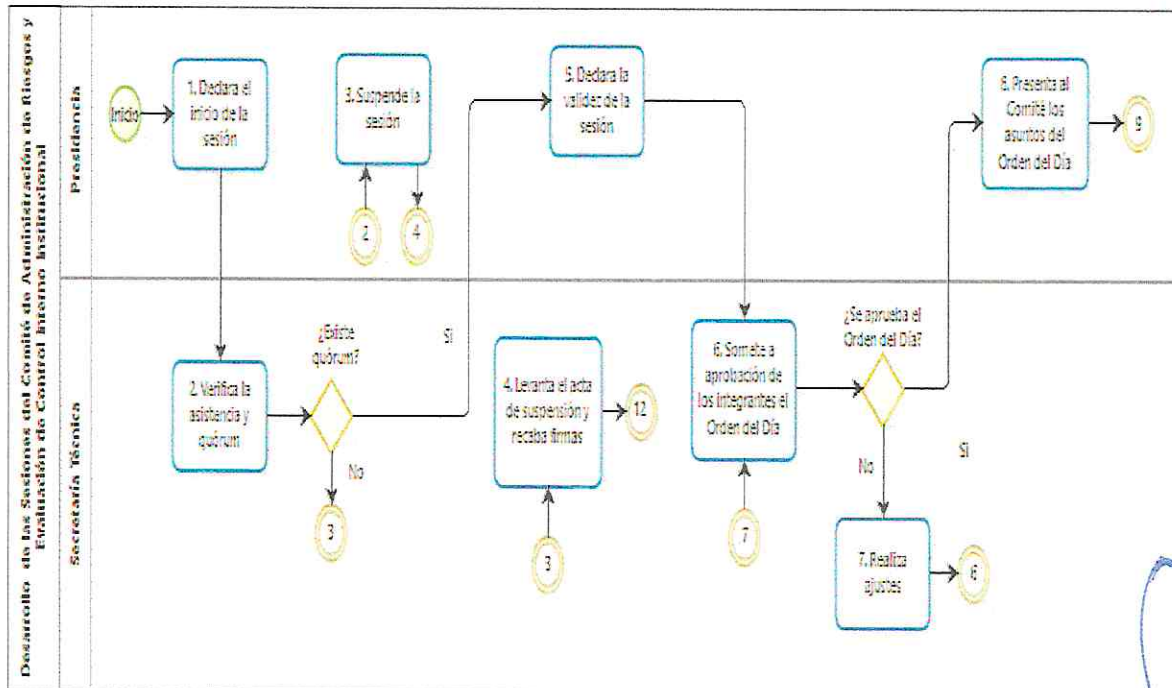 Desarrollo de las Sesiones del Comité de Administración de Riesgos y
Evaluación de Control Interno Institucional
Presidencia
Inicio
1. Declara el
inicio de la
sesión
3. Suspende la
sesión
2
4
5. Declara la
validez de la
sesión
8. Presenta al
Comité los
asuntos del
Orden del Día
9
Secretaría Técnica
2. Verifica la
asistencia y
quórum
¿Existe
quórum?
Si
No
3
4. Levanta el acta
de suspensión y
recaba firmas
12
3
6. Somete a
aprobación de
los integrantes el
Orden del Día
7
¿Se aprueba el
Orden del Día?
No
Si
7. Realiza
ajustes
6